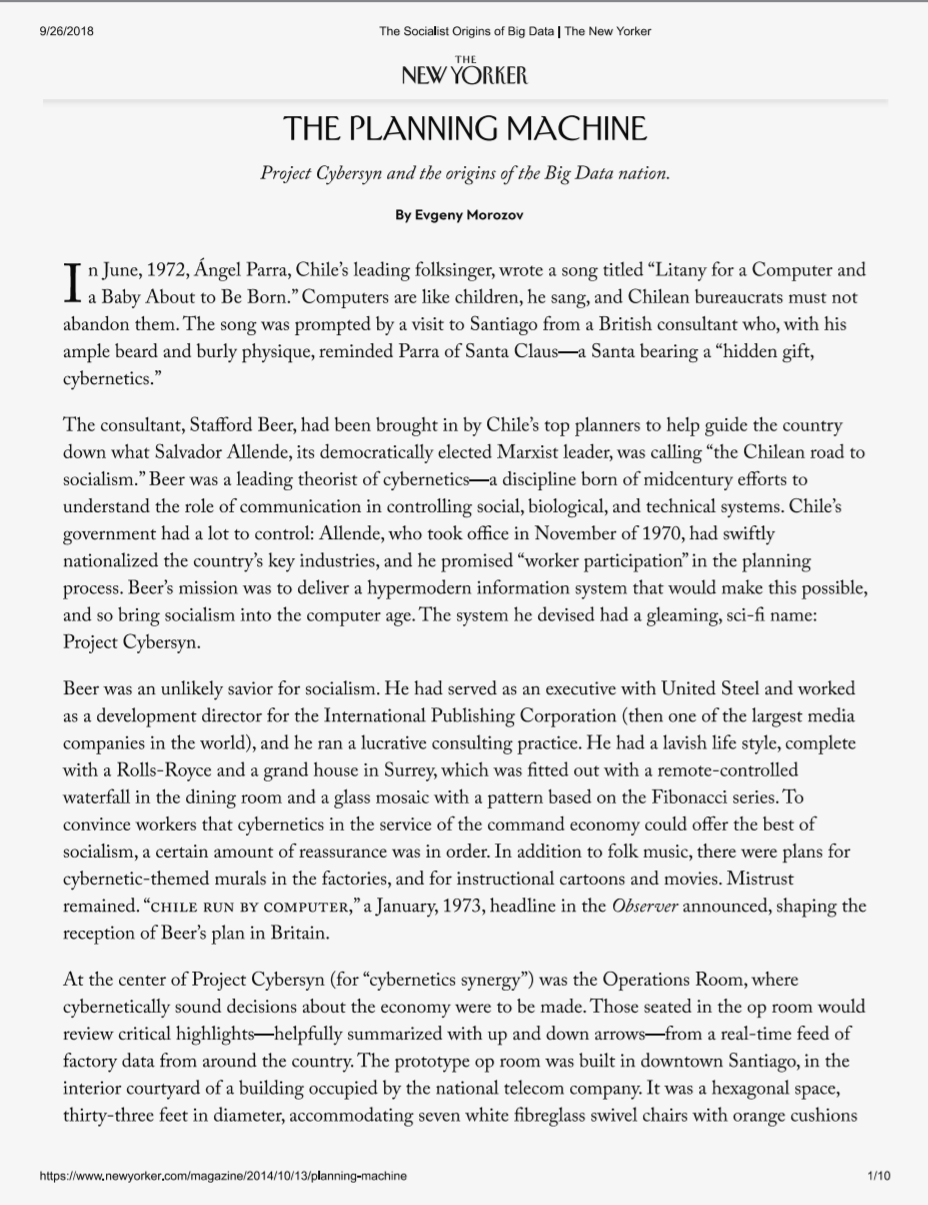 9/26/2018 The Socialist Origins of Big Data | The New Yorker
THE
NEW YORKER
THE PLANNING MACHINE
Project Cybersyn and the origins of the Big Data nation.
By Evgeny Morozov
In June, 1972, Ángel Parra, Chile’s leading folksinger, wrote a song titled “Litany for a Computer and
a Baby About to Be Born.” Computers are like children, he sang, and Chilean bureaucrats must not
abandon them. The song was prompted by a visit to Santiago from a British consultant who, with his
ample beard and burly physique, reminded Parra of Santa Claus—a Santa bearing a “hidden gift,
cybernetics.”
The consultant, Stafford Beer, had been brought in by Chile’s top planners to help guide the country
down what Salvador Allende, its democratically elected Marxist leader, was calling “the Chilean road to
socialism.” Beer was a leading theorist of cybernetics—a discipline born of midcentury efforts to
understand the role of communication in controlling social, biological, and technical systems. Chile’s
government had a lot to control: Allende, who took office in November of 1970, had swiftly
nationalized the country’s key industries, and he promised “worker participation” in the planning
process. Beer’s mission was to deliver a hypermodern information system that would make this possible,
and so bring socialism into the computer age. The system he devised had a gleaming, sci-fi name:
Project Cybersyn.
Beer was an unlikely savior for socialism. He had served as an executive with United Steel and worked
as a development director for the International Publishing Corporation (then one of the largest media
companies in the world), and he ran a lucrative consulting practice. He had a lavish life style, complete
with a Rolls-Royce and a grand house in Surrey, which was fitted out with a remote-controlled
waterfall in the dining room and a glass mosaic with a pattern based on the Fibonacci series. To
convince workers that cybernetics in the service of the command economy could offer the best of
socialism, a certain amount of reassurance was in order. In addition to folk music, there were plans for
cybernetic-themed murals in the factories, and for instructional cartoons and movies. Mistrust
remained. “CHILE RUN BY COMPUTER,” a January, 1973, headline in the Observer announced, shaping the
reception of Beer’s plan in Britain.
At the center of Project Cybersyn (for “cybernetics synergy”) was the Operations Room, where
cybernetically sound decisions about the economy were to be made. Those seated in the op room would
review critical highlights—helpfully summarized with up and down arrows—from a real-time feed of
factory data from around the country. The prototype op room was built in downtown Santiago, in the
interior courtyard of a building occupied by the national telecom company. It was a hexagonal space,
thirty-three feet in diameter, accommodating seven white fibreglass swivel chairs with orange cushions
https://www.newyorker.com/magazine/2014/10/13/planning-machine 1/10